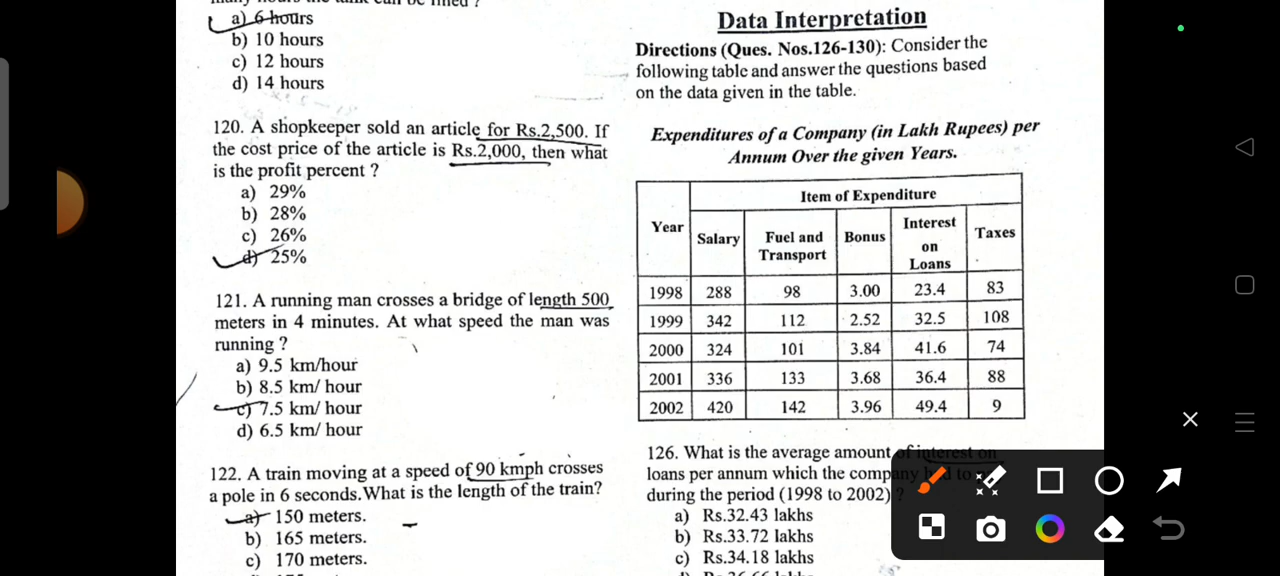 a) 6 hours
b) 10 hours
c) 12 hours
d) 14 hours
120. A shopkeeper sold an article for Rs.2,500. If
the cost price of the article is Rs.2,000, then what
is the profit percent ?
a) 29%
b) 28%
c) 26%
d) 25%
121. A running man crosses a bridge of length 500
meters in 4 minutes. At what speed the man was
running ?
a) 9.5 km/hour
b) 8.5 km/ hour
c) 7.5 km/ hour
d) 6.5 km/ hour
122. A train moving at a speed of 90 kmph crosses
a pole in 6 seconds. What is the length of the train?
a) 150 meters.
b) 165 meters.
c) 170 meters.
Data Interpretation
Directions (Ques. Nos.126-130): Consider the
following table and answer the questions based
on the data given in the table.
Expenditures of a Company (in Lakh Rupees) per
Annum Over the given Years.
Year Item of Expenditure
Salary Fuel and Transport Bonus Interest on Loans Taxes
1998 288 98 3.00 23.4 83
1999 342 112 2.52 32.5 108
2000 324 101 3.84 41.6 74
2001 336 133 3.68 36.4 88
2002 420 142 3.96 49.4 9
126. What is the average amount of interest on
loans per annum which the company
during the period (1998 to 2002) ?
a) Rs.32.43 lakhs
b) Rs.33.72 lakhs
c) Rs.34.18 lakhs